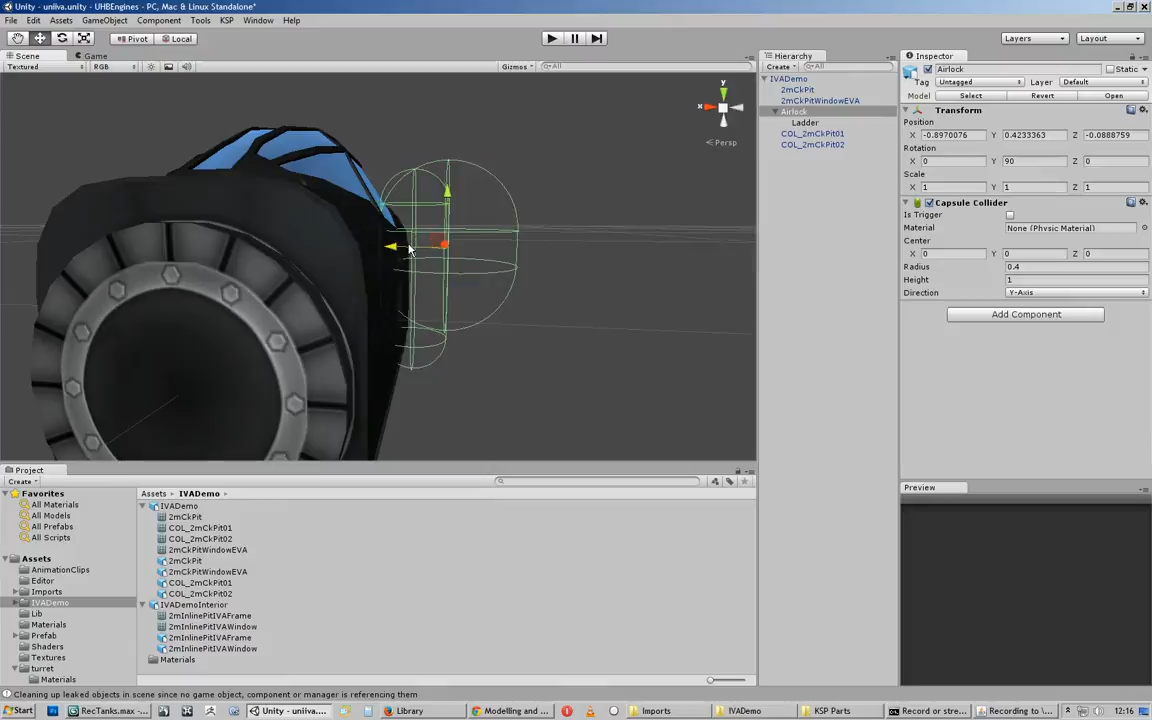 Unity - uniiva.unity - UHBEngines - PC, Mac & Linux Standalone*
File Edit Assets GameObject Component Tools KSP Window Help
Pivot Local Layers Layout
Scene Game
Textured RGB Gizmos All
y
x
Persp
Hierarchy
Create All
IVADemo
2mCkPit
2mCkPitWindowEVA
Airlock
Ladder
COL_2mCkPit01
COL_2mCkPit02
Inspector
Airlock Static
Tag Untagged Layer Default
Model Select Revert Open
Transform
Position
X -0.8970076 Y 0.4233363 Z -0.0888759
Rotation
X 0 Y 90 Z 0
Scale
X 1 Y 1 Z 1
Capsule Collider
Is Trigger
Material None (Physic Material)
Center
X 0 Y 0 Z 0
Radius 0.4
Height 1
Direction Y-Axis
Add Component
Preview
Project
Create
Favorites
All Materials
All Models
All Prefabs
All Scripts
Assets
AnimationClips
Editor
Imports
IVADemo
Lib
Materials
Prefab
Shaders
Textures
turret
Materials
Assets IVADemo
IVADemo
2mCkPit
COL_2mCkPit01
COL_2mCkPit02
2mCkPitWindowEVA
2mCkPit
2mCkPitWindowEVA
COL_2mCkPit01
COL_2mCkPit02
IVADemoInterior
2mInlinePitIVAFrame
2mInlinePitIVAWindow
2mInlinePitIVAFrame
2mInlinePitIVAWindow
Materials
Cleaning up leaked objects in scene since no game object, component or manager is referencing them
Start RecTanks.max -... Unity - uniiva.... Library Modelling and ... Imports IVADemo KSP Parts Record or stre... Recording to \... 12:16